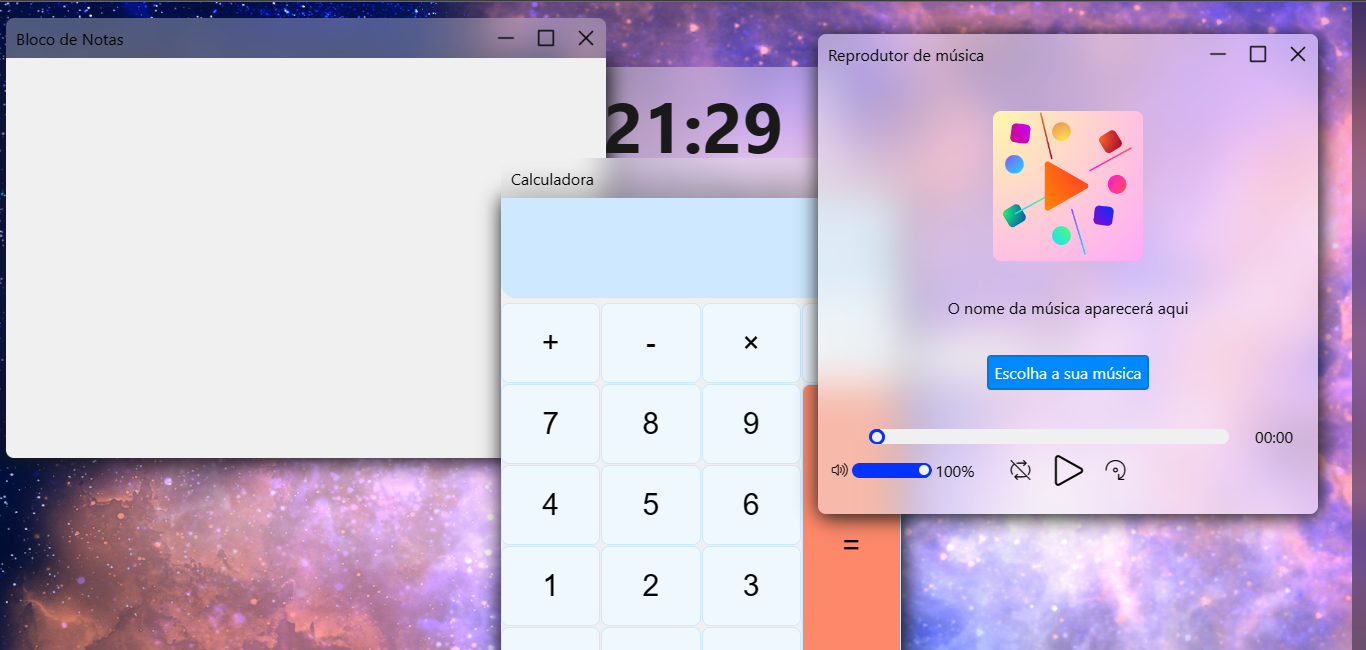 Bloco de Notas
21:29
Calculadora
+ - ×
7 8 9
4 5 6
1 2 3
=
Reprodutor de música
O nome da música aparecerá aqui
Escolha a sua música
00:00
100%